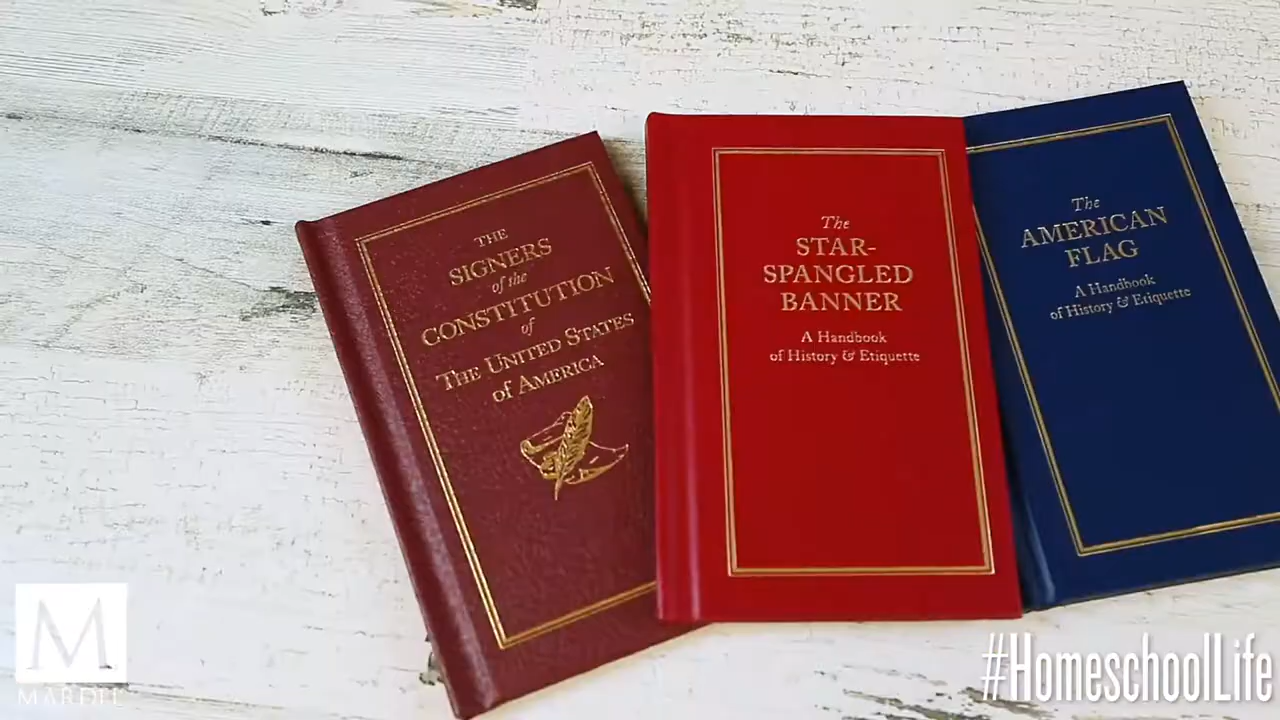 THE
SIGNERS
of the
CONSTITUTION
of
THE UNITED STATES
of AMERICA
The
STAR-
SPANGLED
BANNER
A Handbook
of History & Etiquette
The
AMERICAN
FLAG
A Handbook
of History & Etiquette
M
MARDEL
#HomeschoolLife